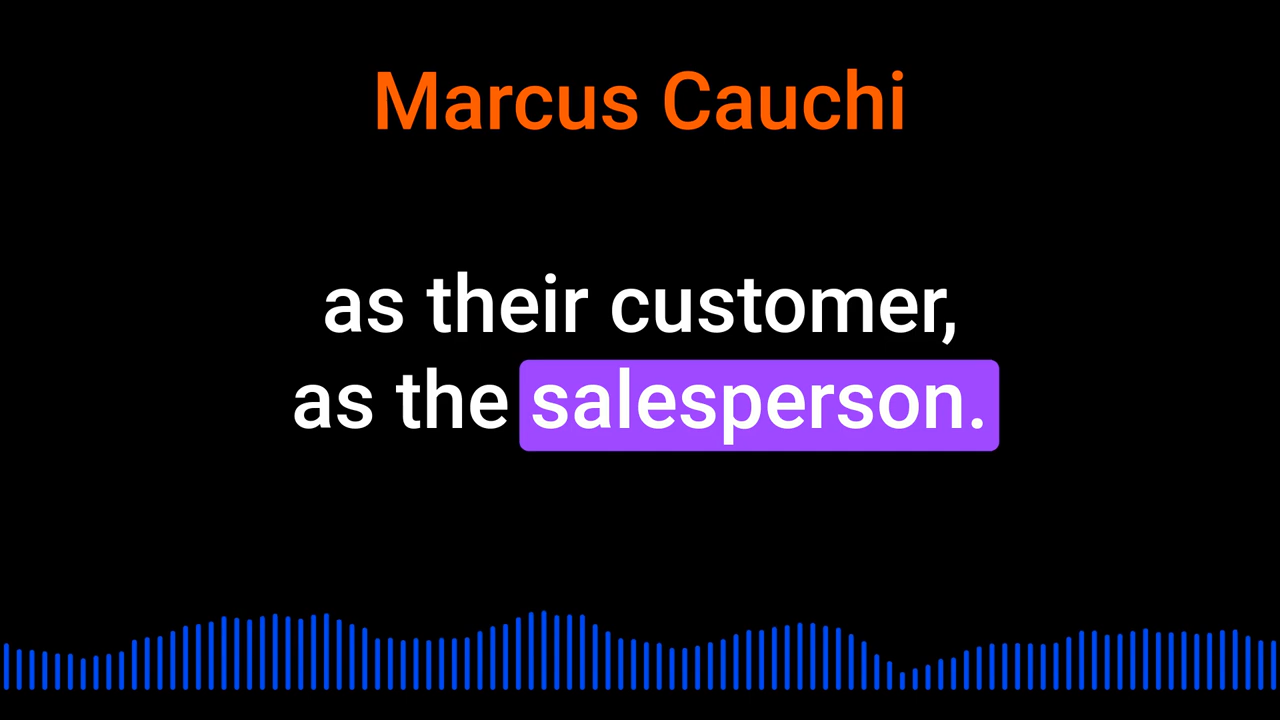 Marcus Cauchi
as their customer,
as the salesperson.